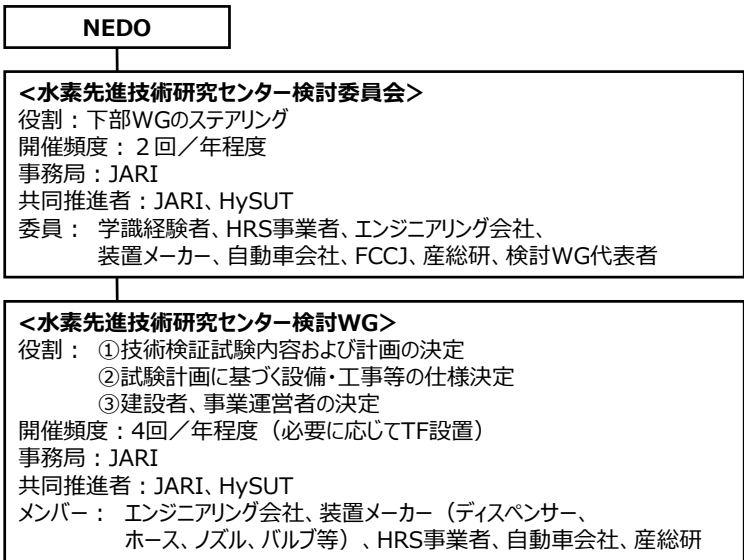 NEDO
<水素先進技術研究センター検討委員会>
役割：下部WGのステアリング
開催頻度：２回／年程度
事務局：JARI
共同推進者：JARI、HySUT
委員： 学識経験者、HRS事業者、エンジニアリング会社、
装置メーカー、自動車会社、FCCJ、産総研、検討WG代表者
<水素先進技術研究センター検討WG>
役割： ①技術検証試験内容および計画の決定
②試験計画に基づく設備・工事等の仕様決定
③建設者、事業運営者の決定
開催頻度：4回／年程度（必要に応じてTF設置）
事務局：JARI
共同推進者：JARI、HySUT
メンバー： エンジニアリング会社、装置メーカー（ディスペンサー、
ホース、ノズル、バルブ等）、HRS事業者、自動車会社、産総研